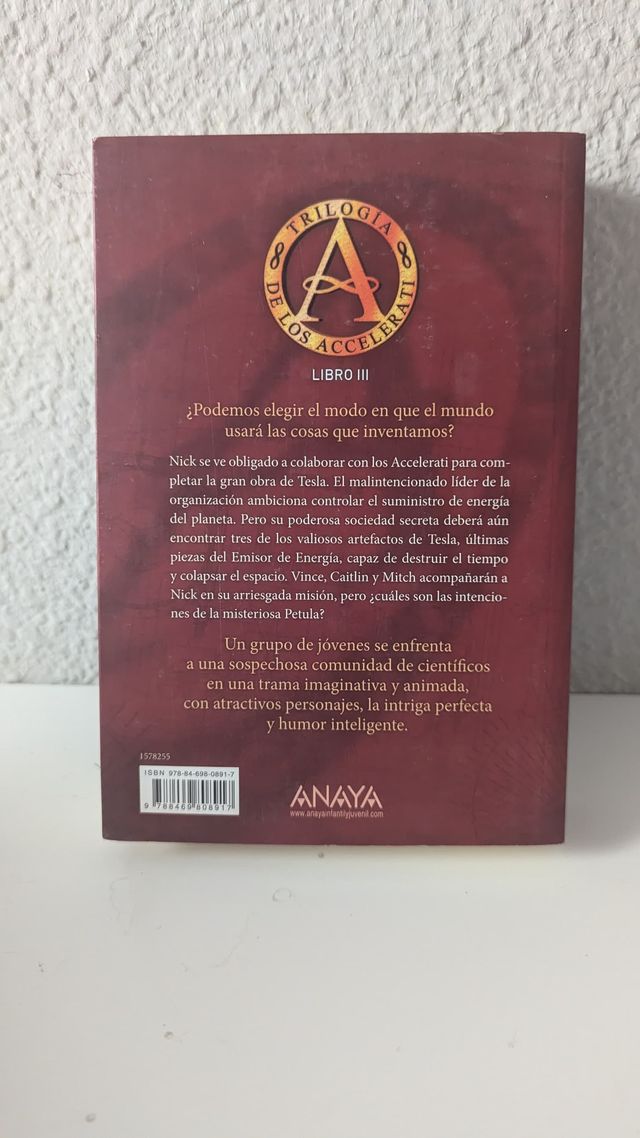 TRILOGÍA
A
DE LOS ACCELERATI
LIBRO III
¿Podemos elegir el modo en que el mundo
usará las cosas que inventamos?
Nick se ve obligado a colaborar con los Accelerati para com-
pletar la gran obra de Tesla. El malintencionado líder de la
organización ambiciona controlar el suministro de energía
del planeta. Pero su poderosa sociedad secreta deberá aún
encontrar tres de los valiosos artefactos de Tesla, últimas
piezas del Emisor de Energía, capaz de destruir el tiempo
y colapsar el espacio. Vince, Caitlin y Mitch acompañarán a
Nick en su arriesgada misión, pero ¿cuáles son las intencio-
nes de la misteriosa Petula?
Un grupo de jóvenes se enfrenta
a una sospechosa comunidad de científicos
en una trama imaginativa y animada,
con atractivos personajes, la intriga perfecta
y humor inteligente.
1578255
ISBN 978-84-698-0891-7
9 788469 808917
ANAYA
www.anayainfantilyjuvenil.com